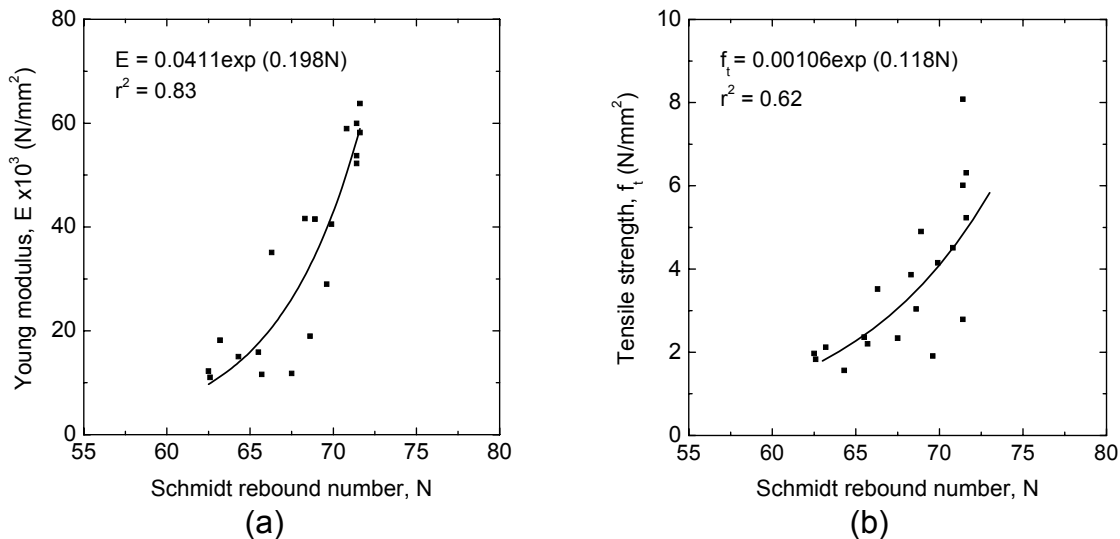 80
60
40
20
0
55 60 65 70 75 80
E = 0.0411exp (0.198N)
r² = 0.83
Young modulus, E x10³ (N/mm²)
Schmidt rebound number, N
(a)
10
8
6
4
2
0
55 60 65 70 75 80
f_t = 0.00106exp (0.118N)
r² = 0.62
Tensile strength, f_t (N/mm²)
Schmidt rebound number, N
(b)